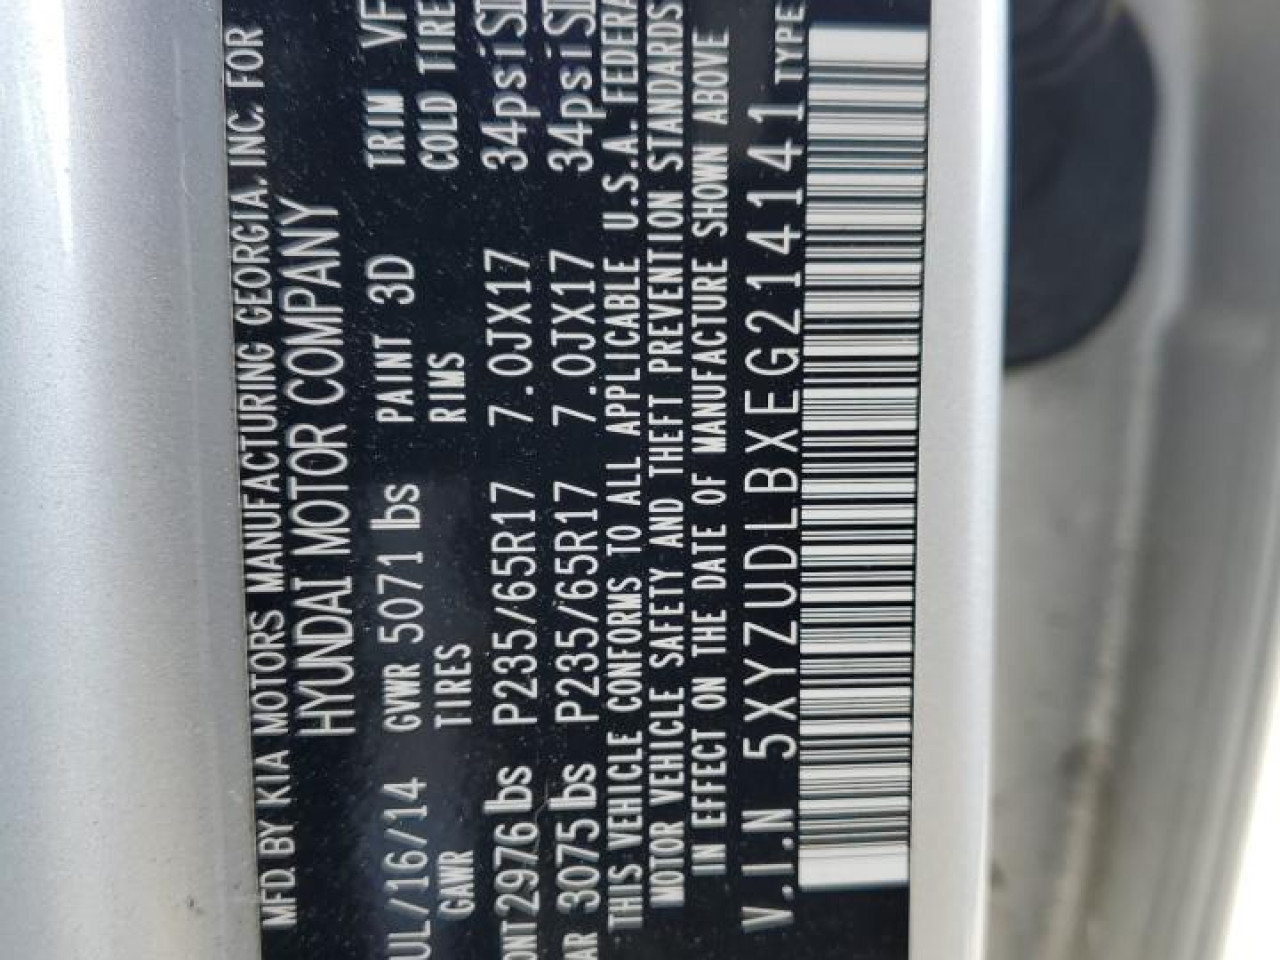 MFD. BY KIA MOTORS MANUFACTURING GEORGIA, INC. FOR
HYUNDAI MOTOR COMPANY
UL/16/14 GVWR 5071 lbs PAINT 3D TRIM VF
GAWR TIRES RIMS COLD TIRE
ONT 2976 lbs P235/65R17 7.0JX17 34psi
AR 3075 lbs P235/65R17 7.0JX17 34psi
THIS VEHICLE CONFORMS TO ALL APPLICABLE U.S.A. FEDERA
MOTOR VEHICLE SAFETY AND THEFT PREVENTION STANDARDS
IN EFFECT ON THE DATE OF MANUFACTURE SHOWN ABOVE
V.I.N 5XYZUDLBXEG214141 TYPE